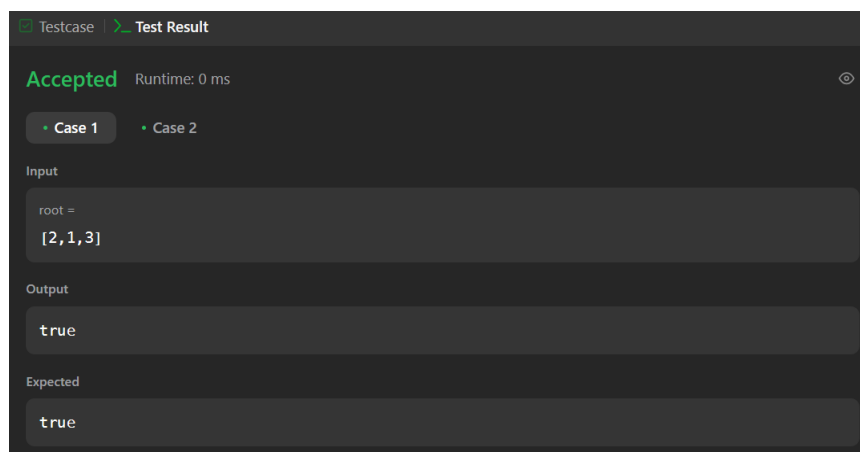 Testcase | >_ Test Result
Accepted Runtime: 0 ms
• Case 1 • Case 2
Input
root =
[2,1,3]
Output
true
Expected
true